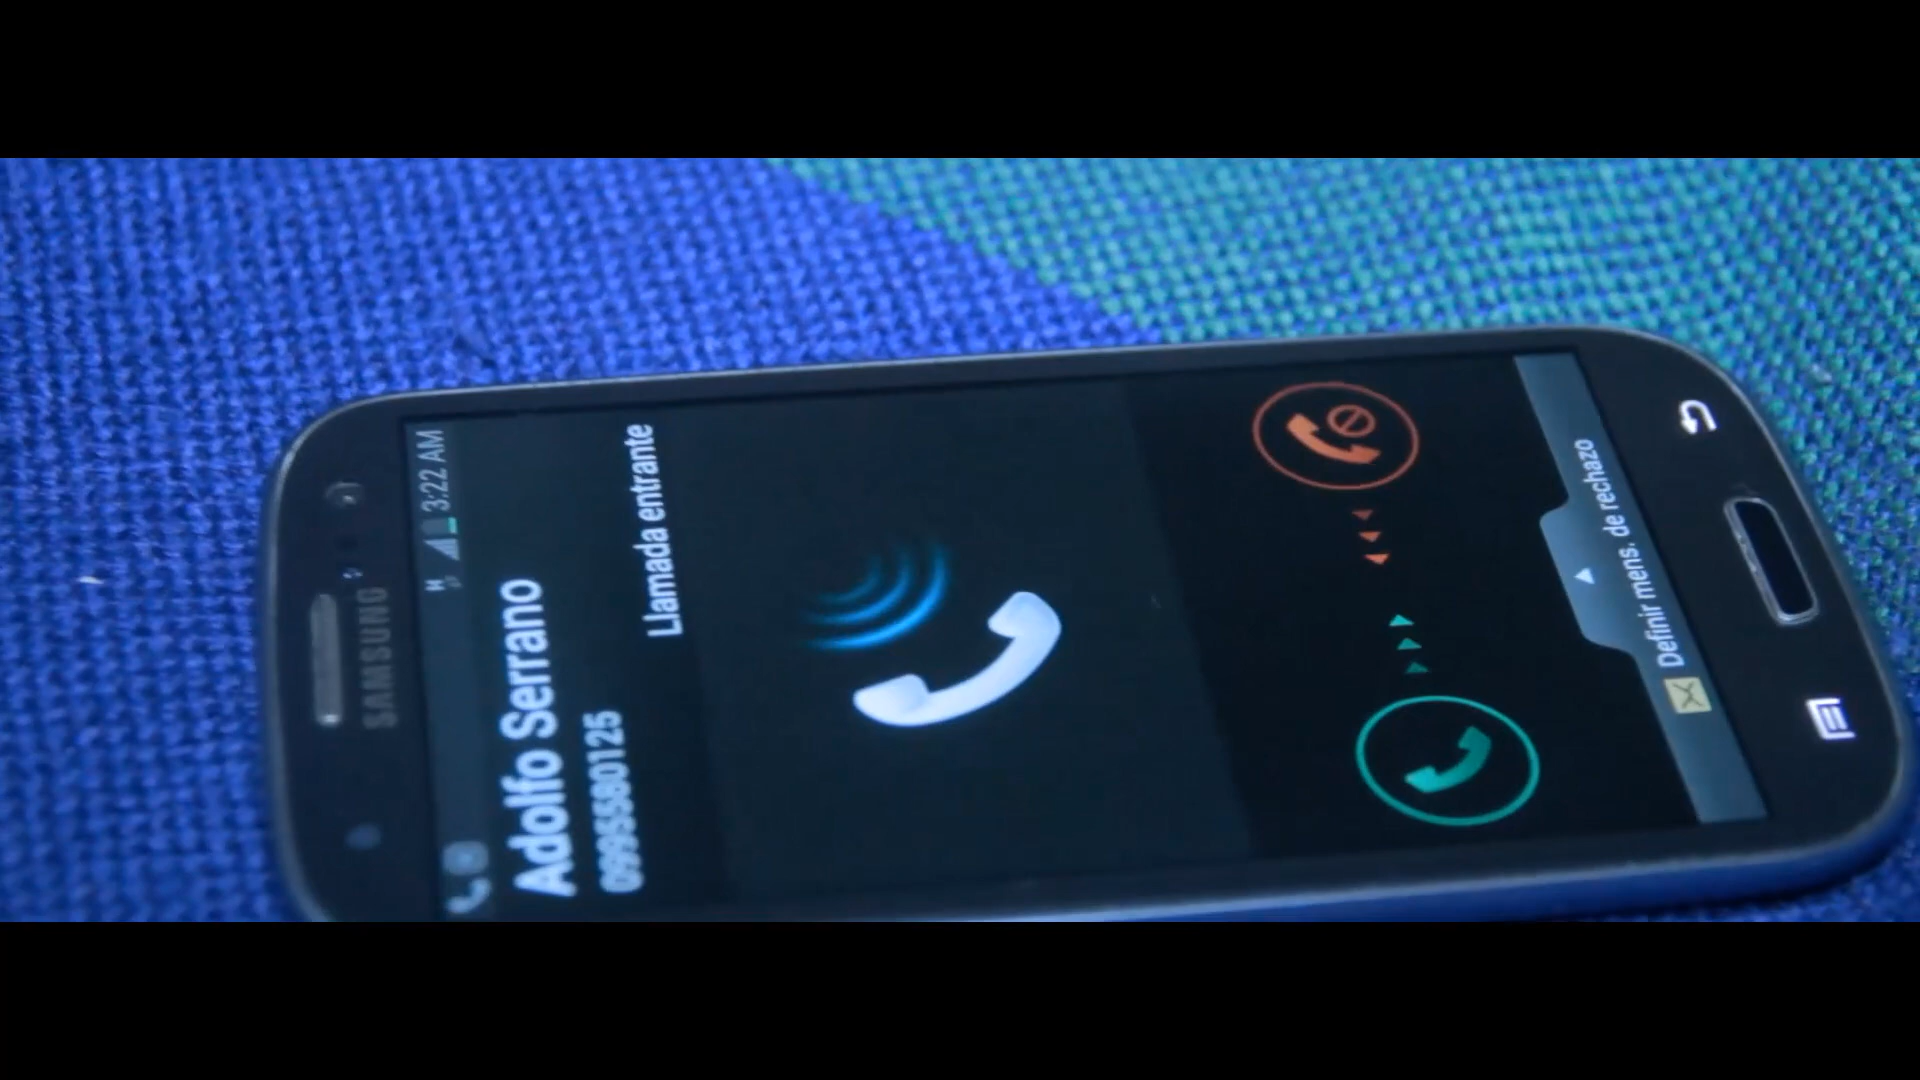 SAMSUNG
H 3:22 AM
Adolfo Serrano
0995580125
Llamada entrante
Definir mens. de rechazo